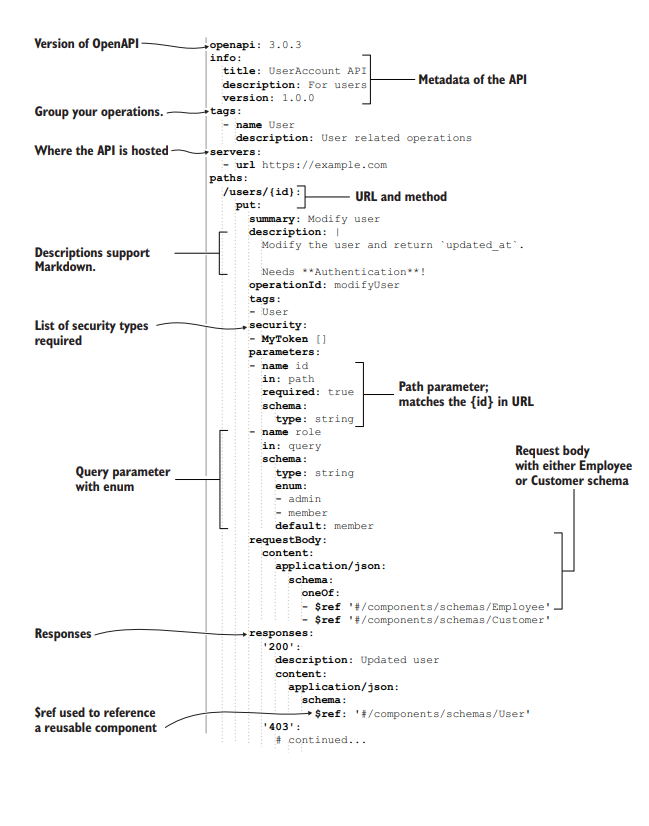 Version of OpenAPI
openapi: 3.0.3
info:
title: UserAccount API
description: For users
version: 1.0.0
Metadata of the API
Group your operations.
tags:
- name User
description: User related operations
Where the API is hosted
servers:
- url https://example.com
paths:
/users/{id}:
URL and method
put:
summary: Modify user
description: |
Modify the user and return `updated_at`.
Descriptions support
Markdown.
Needs **Authentication**!
operationId: modifyUser
tags:
- User
List of security types
required
security:
- MyToken []
parameters:
- name id
in: path
required: true
schema:
type: string
Path parameter;
matches the {id} in URL
- name role
in: query
schema:
type: string
enum:
- admin
- member
default: member
Query parameter
with enum
Request body
with either Employee
or Customer schema
requestBody:
content:
application/json:
schema:
oneOf:
- $ref '#/components/schemas/Employee'
- $ref '#/components/schemas/Customer'
Responses
responses:
'200':
description: Updated user
content:
application/json:
schema:
$ref: '#/components/schemas/User'
$ref used to reference
a reusable component
'403':
# continued...